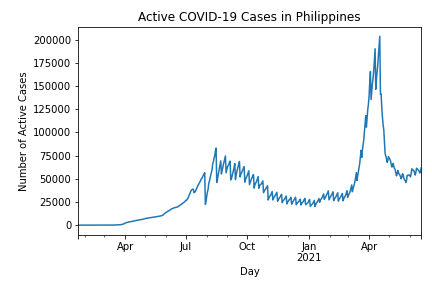 Active COVID-19 Cases in Philippines
Number of Active Cases
200000
175000
150000
125000
100000
75000
50000
25000
0
Apr
Jul
Oct
Jan
2021
Apr
Day